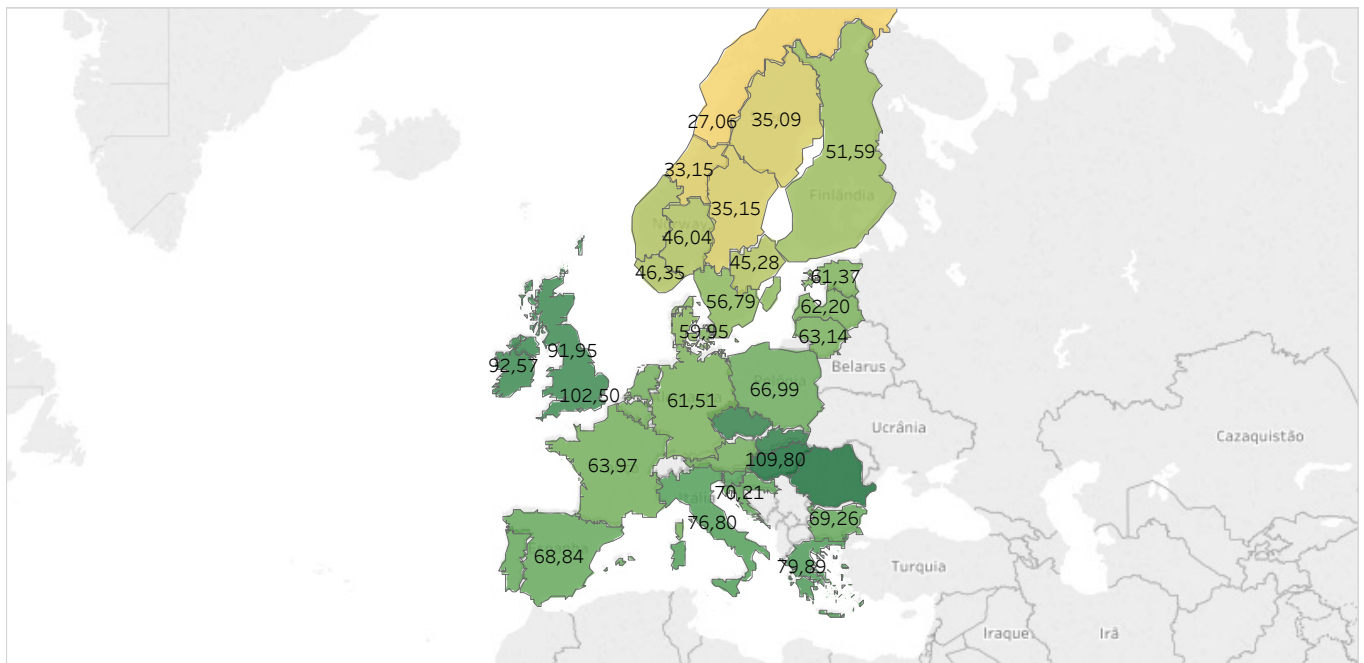 27,06
35,09
51,59
33,15
Finlândia
35,15
Norway
46,04
46,35
45,28
61,37
56,79
62,20
59,95
63,14
91,95
92,57
Belarus
102,50
61,51
66,99
Ucrânia
Cazaquistão
63,97
109,80
70,21
Itália
76,80
69,26
68,84
79,89
Turquia
Iraque
Irã